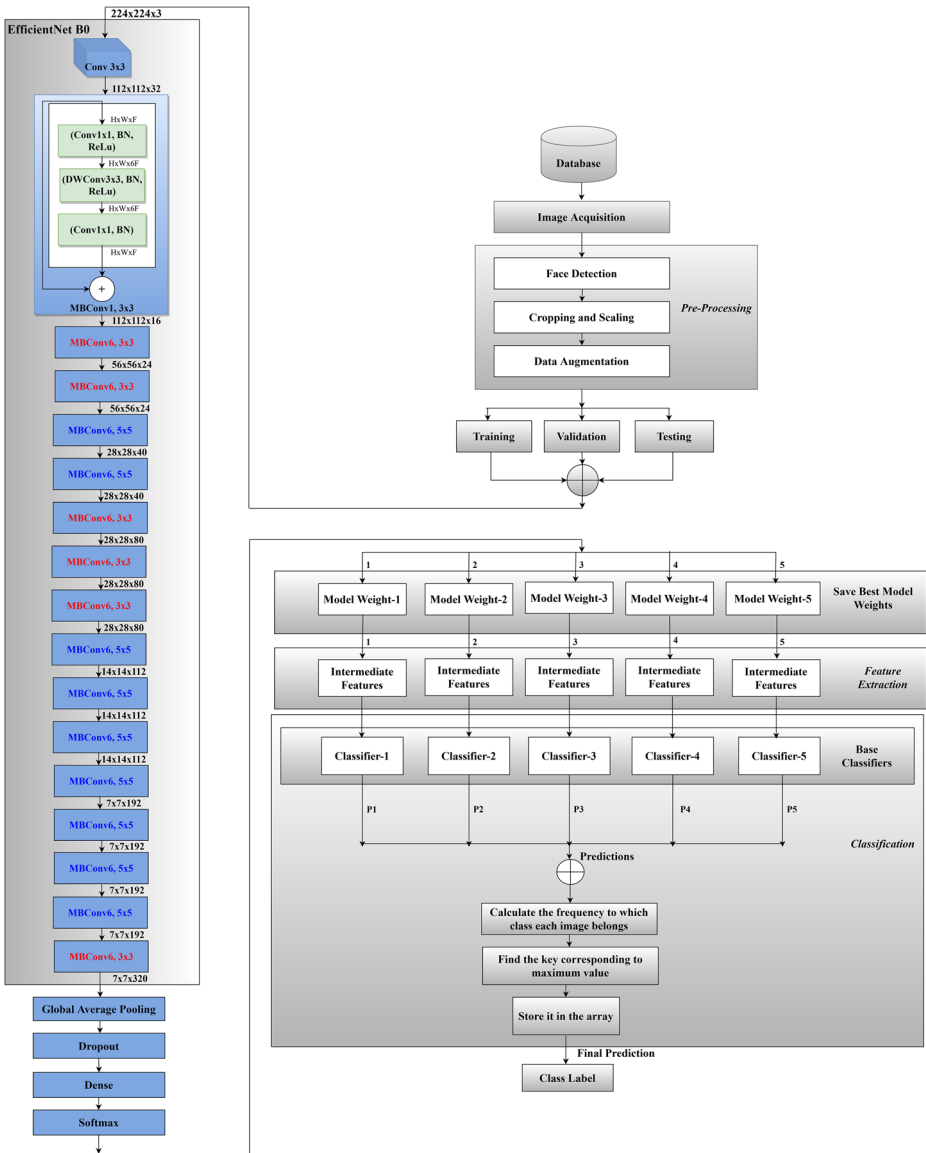 224x224x3
EfficientNet B0
Conv 3x3
112x112x32
HxWxF
(Conv1x1, BN,
ReLu)
HxWx6F
(DWConv3x3, BN,
ReLu)
HxWx6F
(Conv1x1, BN)
HxWxF
+
MBConv1, 3x3
112x112x16
MBConv6, 3x3
56x56x24
MBConv6, 3x3
56x56x24
MBConv6, 5x5
28x28x40
MBConv6, 5x5
28x28x40
MBConv6, 3x3
28x28x80
MBConv6, 3x3
28x28x80
MBConv6, 3x3
28x28x80
MBConv6, 5x5
14x14x112
MBConv6, 5x5
14x14x112
MBConv6, 5x5
14x14x112
MBConv6, 5x5
7x7x192
MBConv6, 5x5
7x7x192
MBConv6, 5x5
7x7x192
MBConv6, 5x5
7x7x192
MBConv6, 3x3
7x7x320
Global Average Pooling
Dropout
Dense
Softmax
Database
Image Acquisition
Face Detection
Cropping and Scaling
Pre-Processing
Data Augmentation
Training
Validation
Testing
1 2 3 4 5
Model Weight-1
Model Weight-2
Model Weight-3
Model Weight-4
Model Weight-5
Save Best Model
Weights
1 2 3 4 5
Intermediate
Features
Intermediate
Features
Intermediate
Features
Intermediate
Features
Intermediate
Features
Feature
Extraction
Classifier-1
Classifier-2
Classifier-3
Classifier-4
Classifier-5
Base
Classifiers
P1 P2 P3 P4 P5
Classification
Predictions
Calculate the frequency to which
class each image belongs
Find the key corresponding to
maximum value
Store it in the array
Final Prediction
Class Label